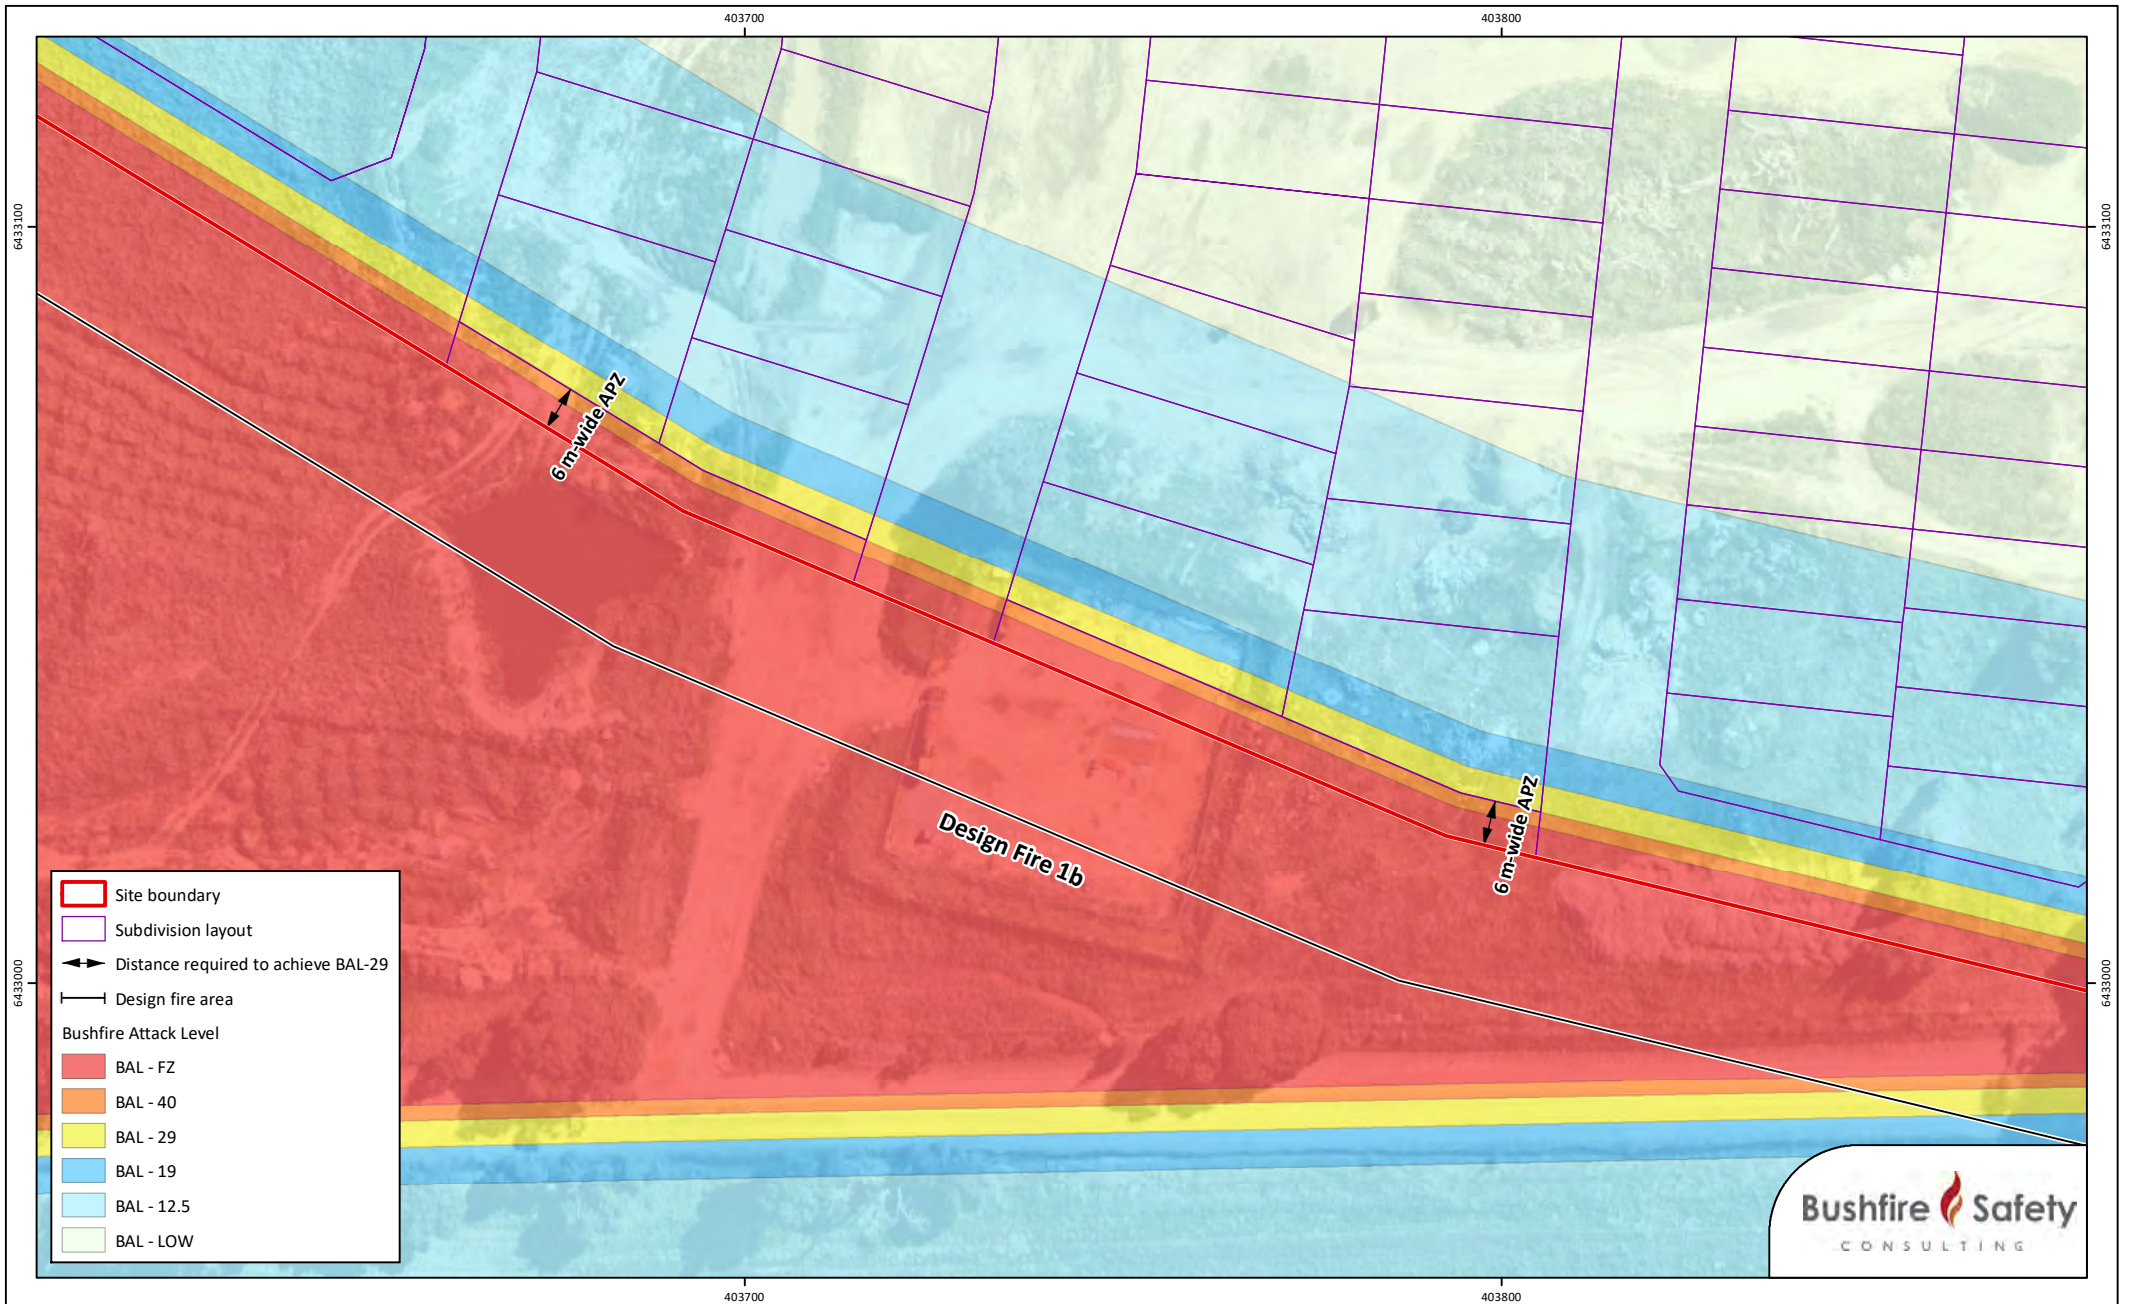 403700
403800
6433100
6433100
6 m-wide APZ
6 m-wide APZ
Design Fire 1b
Site boundary
Subdivision layout
Distance required to achieve BAL-29
Design fire area
Bushfire Attack Level
BAL - FZ
BAL - 40
BAL - 29
BAL - 19
BAL - 12.5
BAL - LOW
6433000
6433000
Bushfire Safety
CONSULTING
403700
403800